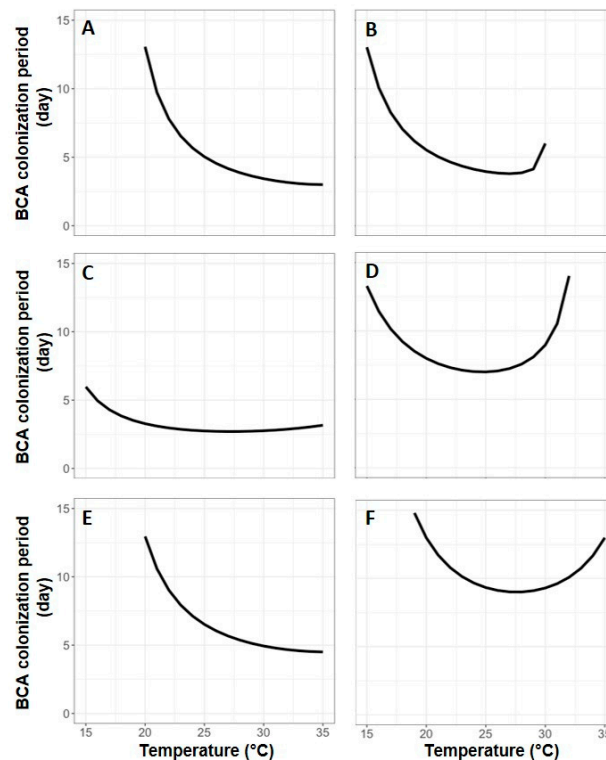 A
B
15
10
5
0
BCA colonization period
(day)
C
D
15
10
5
0
BCA colonization period
(day)
E
F
15
10
5
0
BCA colonization period
(day)
15 20 25 30 35
15 20 25 30 35
Temperature (°C)
Temperature (°C)